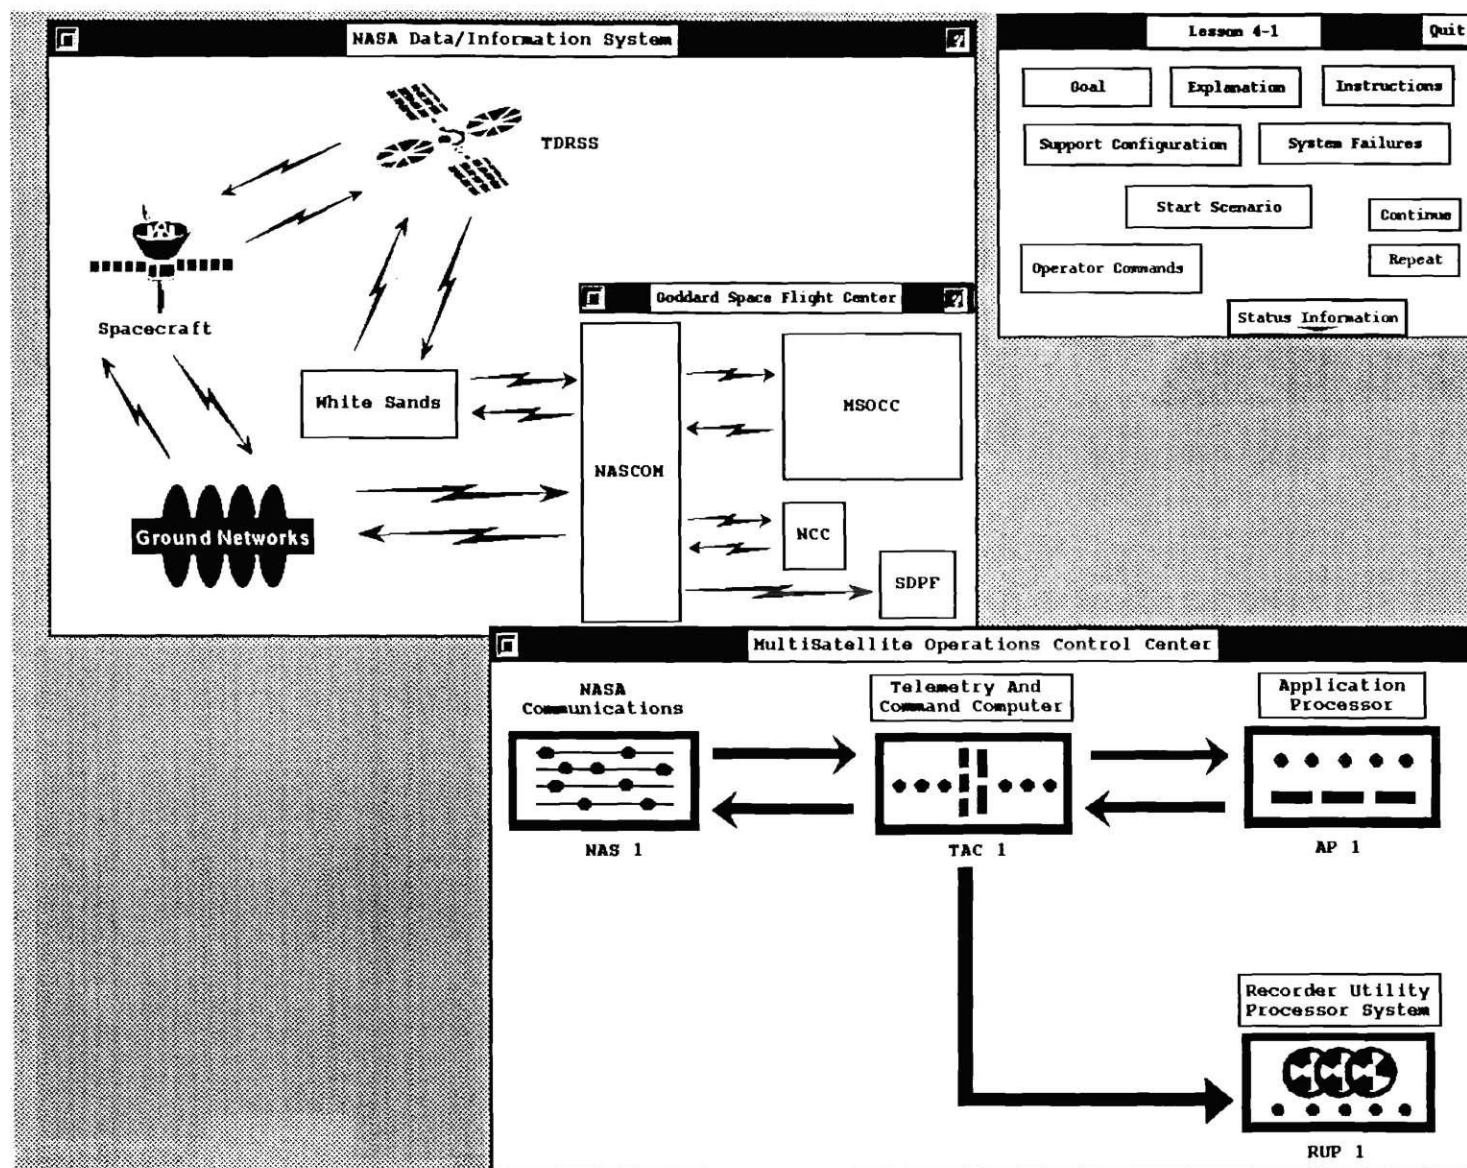 NASA Data/Information System
?
TDRSS
Spacecraft
White Sands
Ground Networks
Goddard Space Flight Center
?
NASCOM
MSOCC
NCC
SDPF
Lesson 4-1
Quit
Goal
Explanation
Instructions
Support Configuration
System Failures
Start Scenario
Continue
Operator Commands
Repeat
Status Information
MultiSatellite Operations Control Center
NASA
Communications
NAS 1
Telemetry And
Command Computer
TAC 1
Application
Processor
AP 1
Recorder Utility
Processor System
RUP 1